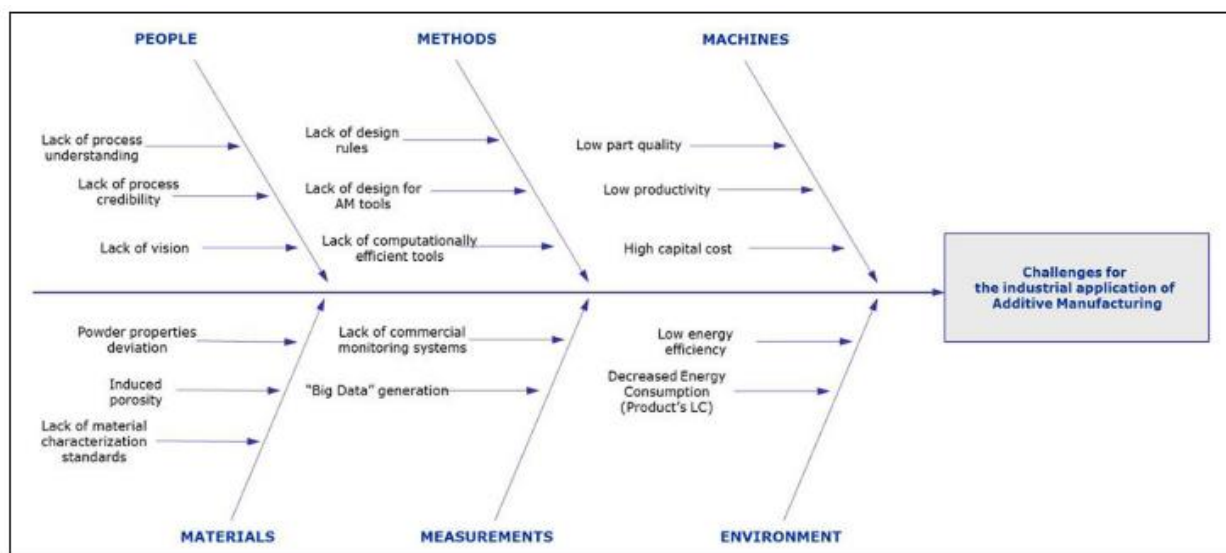 PEOPLE
METHODS
MACHINES
Lack of process
understanding
Lack of process
credibility
Lack of vision
Lack of design
rules
Lack of design for
AM tools
Lack of computationally
efficient tools
Low part quality
Low productivity
High capital cost
Challenges for
the industrial application of
Additive Manufacturing
Powder properties
deviation
Induced
porosity
Lack of material
characterization
standards
Lack of commercial
monitoring systems
"Big Data" generation
Low energy
efficiency
Decreased Energy
Consumption
(Product's LC)
MATERIALS
MEASUREMENTS
ENVIRONMENT